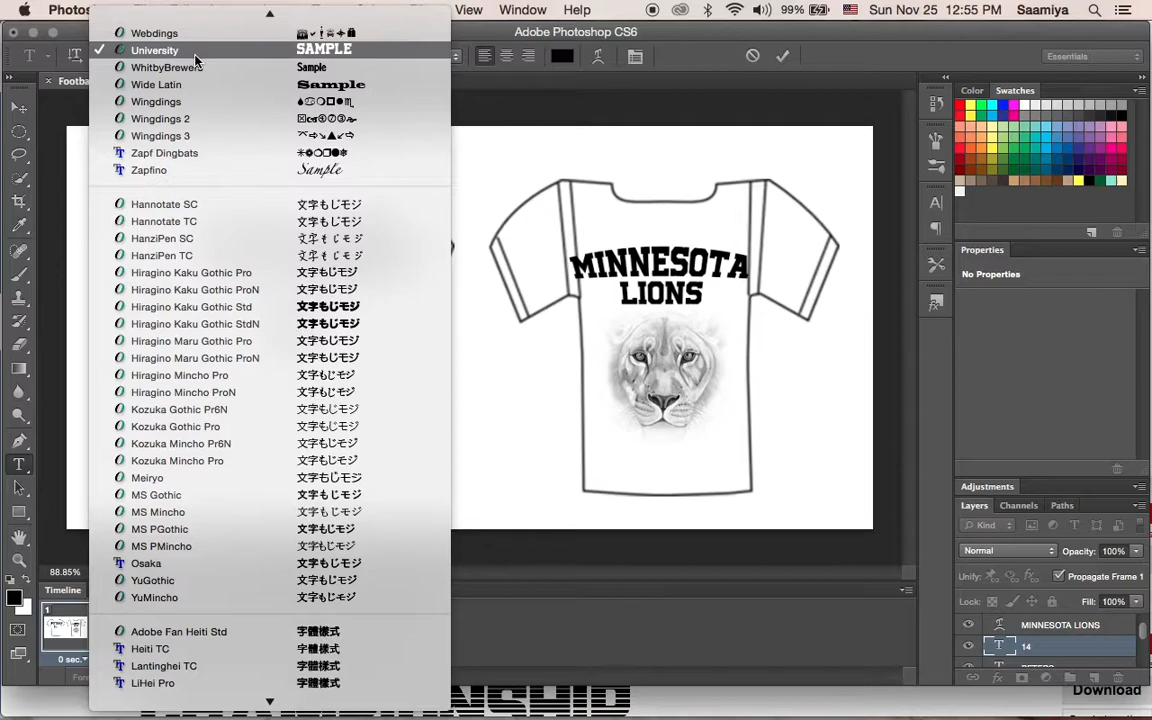 Photos
View Window Help
99%
Sun Nov 25 12:55 PM Saamiya
Adobe Photoshop CS6
Essentials
Footba
Webdings
University SAMPLE
WhitbyBrewers Sample
Wide Latin Sample
Wingdings
Wingdings 2
Wingdings 3
Zapf Dingbats
Zapfino Sample
Hannotate SC 文字もじモジ
Hannotate TC 文字もじモジ
HanziPen SC 文字もじモジ
HanziPen TC 文字もじモジ
Hiragino Kaku Gothic Pro 文字もじモジ
Hiragino Kaku Gothic ProN 文字もじモジ
Hiragino Kaku Gothic Std 文字もじモジ
Hiragino Kaku Gothic StdN 文字もじモジ
Hiragino Maru Gothic Pro 文字もじモジ
Hiragino Maru Gothic ProN 文字もじモジ
Hiragino Mincho Pro 文字もじモジ
Hiragino Mincho ProN 文字もじモジ
Kozuka Gothic Pr6N 文字もじモジ
Kozuka Gothic Pro 文字もじモジ
Kozuka Mincho Pr6N 文字もじモジ
Kozuka Mincho Pro 文字もじモジ
Meiryo 文字もじモジ
MS Gothic 文字もじモジ
MS Mincho 文字もじモジ
MS PGothic 文字もじモジ
MS PMincho 文字もじモジ
Osaka 文字もじモジ
YuGothic 文字もじモジ
YuMincho 文字もじモジ
Adobe Fan Heiti Std 字體樣式
Heiti TC 字體樣式
Lantinghei TC 字體樣式
LiHei Pro 字體樣式
MINNESOTA
LIONS
88.85%
Timeline
1
0 sec.
Color Swatches
Properties
No Properties
Adjustments
Layers Channels Paths
Kind
Normal Opacity: 100%
Unify: Propagate Frame 1
Lock: Fill: 100%
MINNESOTA LIONS
14
Download